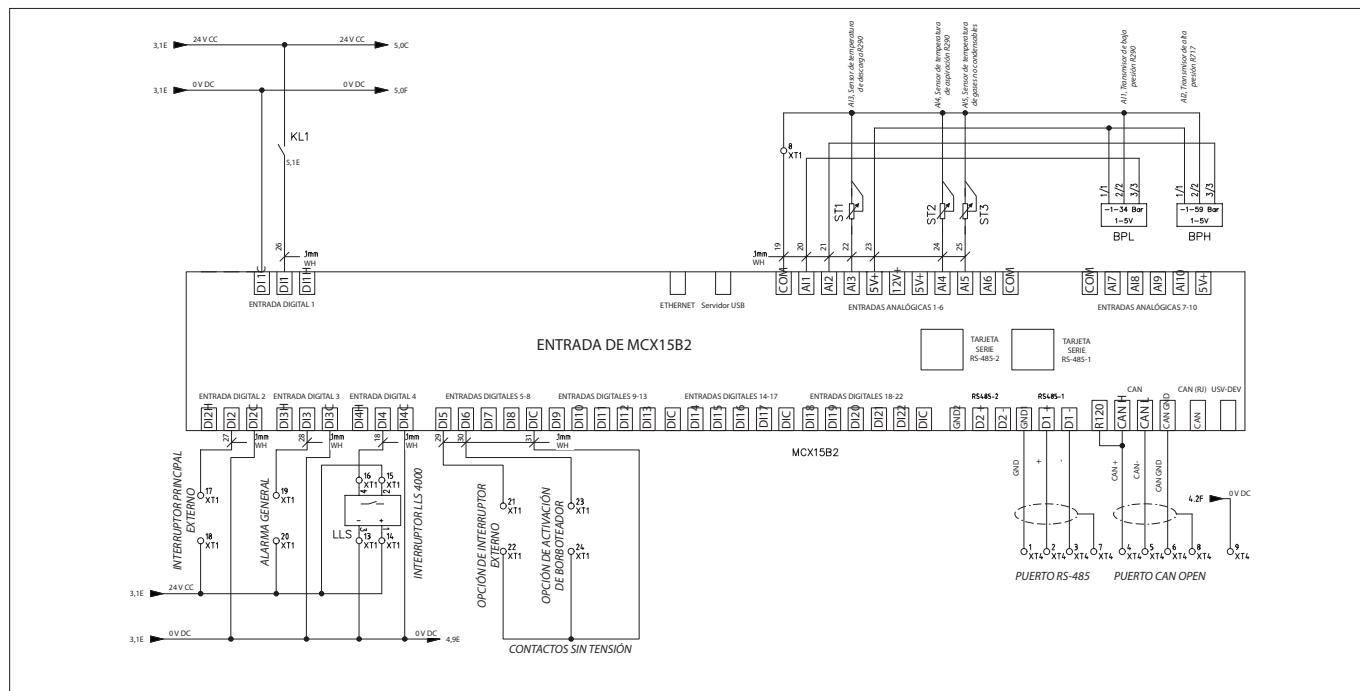 3,1E
24 V CC
24 V CC
5,0C
3,1E
0 V DC
0 V DC
5,0F
KL1
5,1E
26
1mm
WH
AI3, Sensor de temperatura
de descarga R290
AI4, Sensor de temperatura
de aspiración R290
AI5, Sensor de temperatura
de gases no condensables
AI1, Transmisor de baja
presión R290
AI2, Transmisor de alta
presión R717
8
XT1
ST1
ST2
ST3
1/1
2/2
3/3
1/1
2/2
3/3
-1-34 Bar
1-5V
BPL
-1-59 Bar
1-5V
BPH
1mm
WH
19
20
21
22
23
24
25
DI1
DI1H
ENTRADA DIGITAL 1
ETHERNET
Servidor USB
COM
AI1
AI2
AI3
5V+
12V+
5V+
AI4
AI5
AI6
COM
ENTRADAS ANALÓGICAS 1-6
COM
AI7
AI8
AI9
AI10
5V+
ENTRADAS ANALÓGICAS 7-10
ENTRADA DE MCX15B2
TARJETA
SERIE
RS-485-2
TARJETA
SERIE
RS-485-1
ENTRADA DIGITAL 2
ENTRADA DIGITAL 3
ENTRADA DIGITAL 4
ENTRADAS DIGITALES 5-8
ENTRADAS DIGITALES 9-13
ENTRADAS DIGITALES 14-17
ENTRADAS DIGITALES 18-22
RS485-2
RS485-1
CAN
CAN (RJ)
USV-DEV
DI2H
DI2
DI2C
DI3H
DI3
DI3C
DI4H
DI4
DI4C
DI5
DI6
DI7
DI8
DIC
DI9
DI10
DI11
DI12
DI13
DIC
DI14
DI15
DI16
DI17
DIC
DI18
DI19
DI20
DI21
DI22
DIC
GND2
D2+
D2-
GND
D1+
D1-
R120
CAN H
CAN L
CAN GND
CAN
MCX15B2
27
1mm
WH
28
1mm
WH
18
1mm
WH
29
30
31
1mm
WH
INTERRUPTOR PRINCIPAL
EXTERNO
17
XT1
18
XT1
ALARMA GENERAL
19
XT1
20
XT1
16
XT1
15
XT1
4
2
-
+
3
1
LLS
13
XT1
14
XT1
INTERRUPTOR LLS 4000
OPCIÓN DE INTERRUPTOR
EXTERNO
21
XT1
22
XT1
OPCIÓN DE ACTIVACIÓN
DE BORBOTEADOR
23
XT1
24
XT1
GND
+
-
CAN +
CAN-
CAN GND
4.2F
0 V DC
1
XT4
2
XT4
3
XT4
7
XT4
4
XT4
5
XT4
6
XT4
8
XT4
9
XT4
PUERTO RS-485
PUERTO CAN OPEN
3,1E
24 V CC
3,1E
0 V DC
0 V DC
4,9E
CONTACTOS SIN TENSIÓN